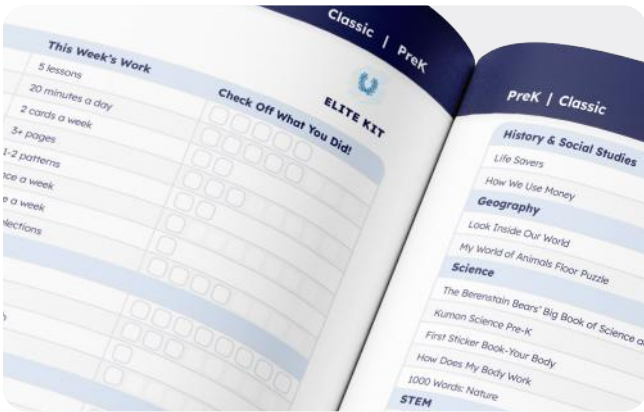 Classic | PreK
ELITE KIT
This Week's Work
Check Off What You Did!
5 lessons
20 minutes a day
2 cards a week
3+ pages
1-2 patterns
a week
PreK | Classic
History & Social Studies
Life Savers
How We Use Money
Geography
Look Inside Our World
My World of Animals Floor Puzzle
Science
The Berenstain Bears' Big Book of Science
Kumon Science Pre-K
First Sticker Book-Your Body
How Does My Body Work
1000 Words: Nature
STEM